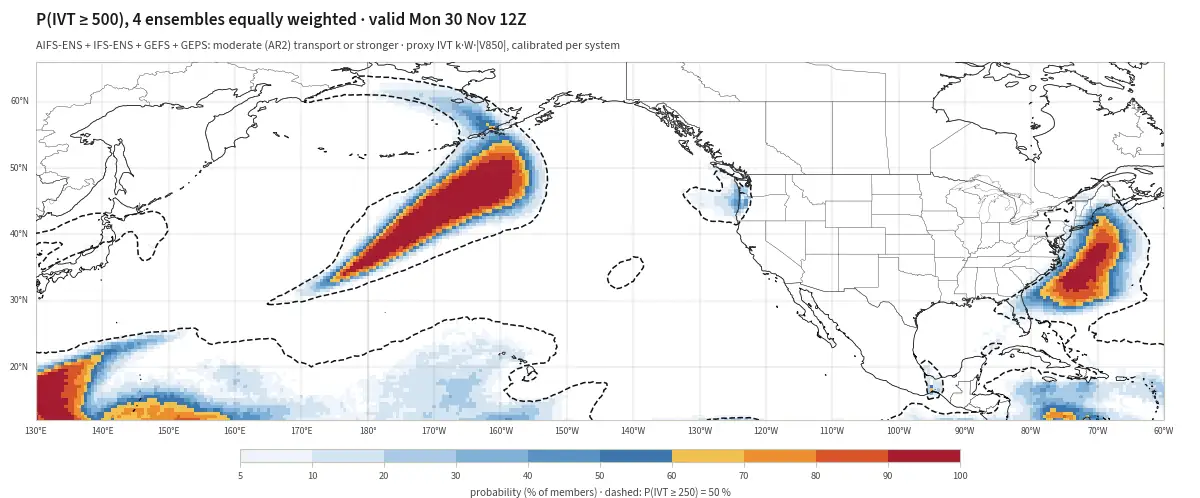 P(IVT ≥ 500), 4 ensembles equally weighted · valid Mon 30 Nov 12Z
AIFS-ENS + IFS-ENS + GEFS + GEPS: moderate (AR2) transport or stronger · proxy IVT k·W·|V850|, calibrated per system
60°N
50°N
40°N
30°N
20°N
130°E 140°E 150°E 160°E 170°E 180° 170°W 160°W 150°W 140°W 130°W 120°W 110°W 100°W 90°W 80°W 70°W 60°W
5 10 20 30 40 50 60 70 80 90 100
probability (% of members) · dashed: P(IVT ≥ 250) = 50 %